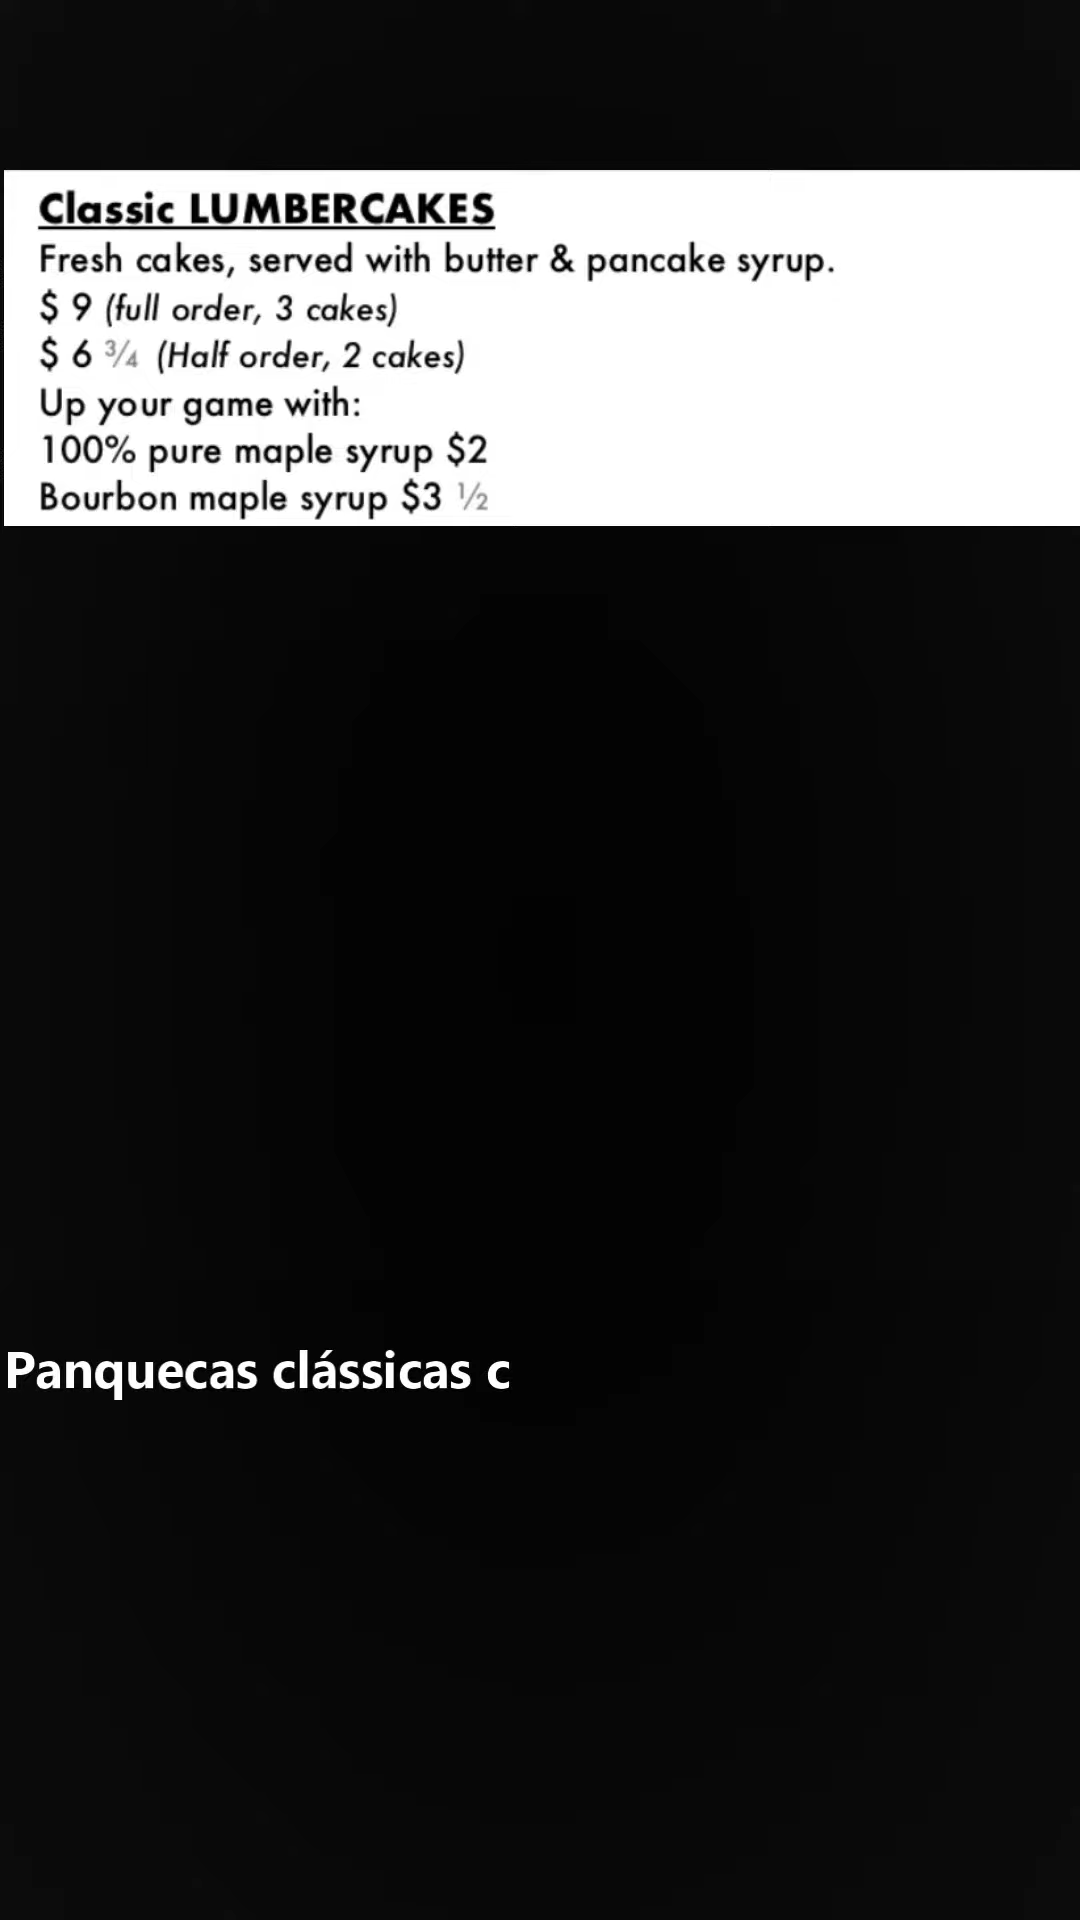 Classic LUMBERCAKES
Fresh cakes, served with butter & pancake syrup.
$ 9 (full order, 3 cakes)
$ 6 ¾ (Half order, 2 cakes)
Up your game with:
100% pure maple syrup $2
Bourbon maple syrup $3 ½
Panquecas clássicas c